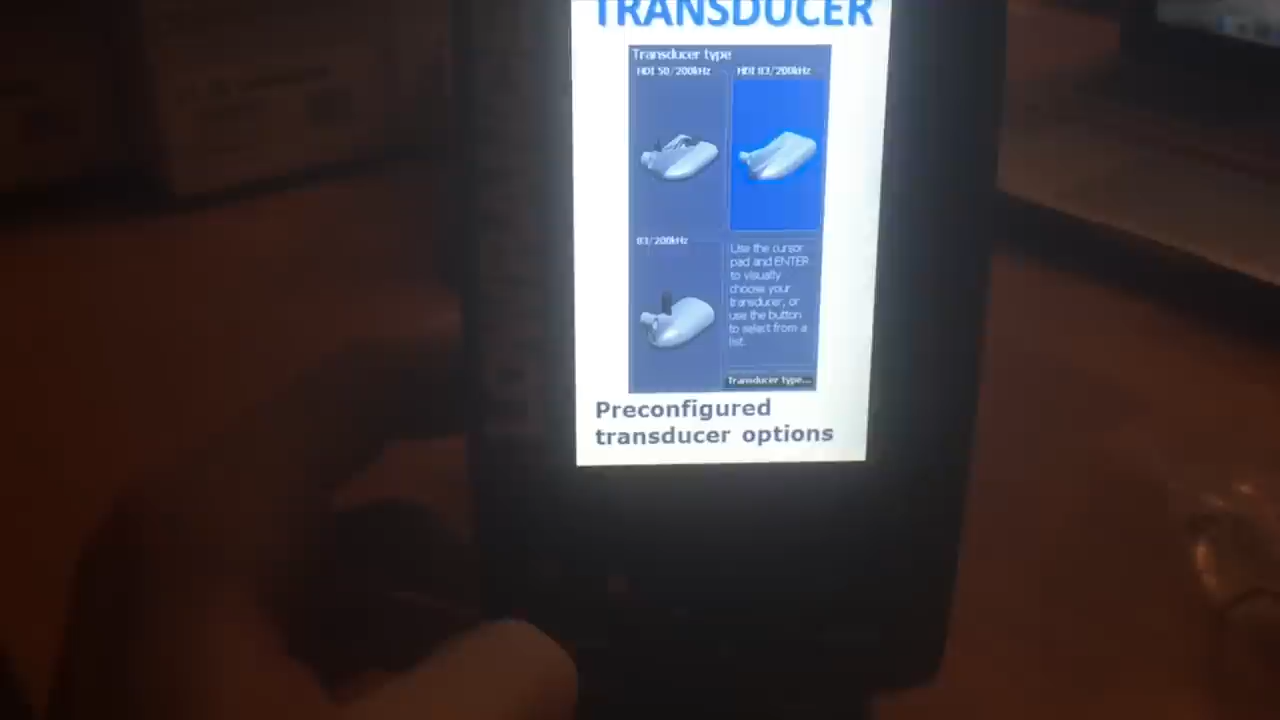 TRANSDUCER
Transducer type
HDI 50/200kHz
HDI 83/200kHz
83/200kHz
Use the cursor
pad and ENTER
to visually
choose your
transducer, or
use the button
to select from a
list.
Transducer type...
Preconfigured
transducer options